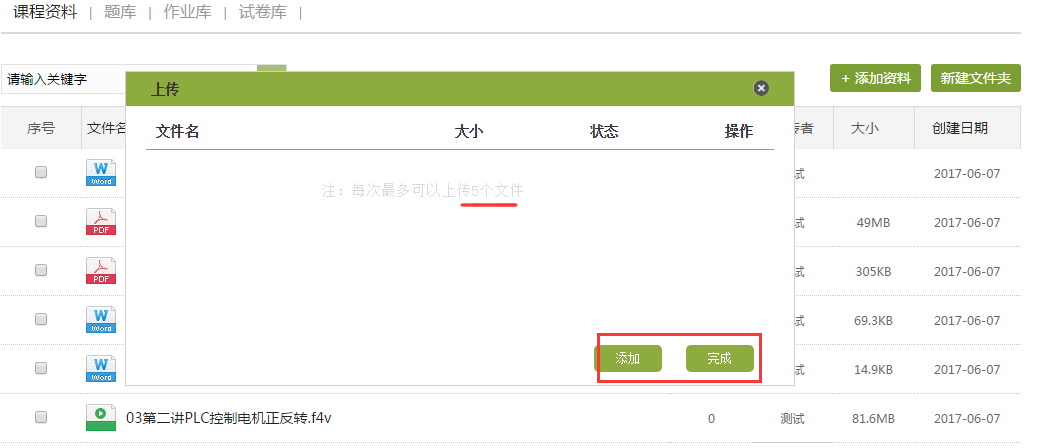 课程资料 | 题库 | 作业库 | 试卷库 |
请输入关键字
+ 添加资料 新建文件夹
上传
序号 文件名 者 大小 创建日期
文件名 大小 状态 操作
Word 试 2017-06-07
注：每次最多可以上传5个文件
PDF 试 49MB 2017-06-07
PDF 试 305KB 2017-06-07
Word 试 69.3KB 2017-06-07
添加 完成
Word 试 14.9KB 2017-06-07
03第二讲PLC控制电机正反转.f4v 0 测试 81.6MB 2017-06-07